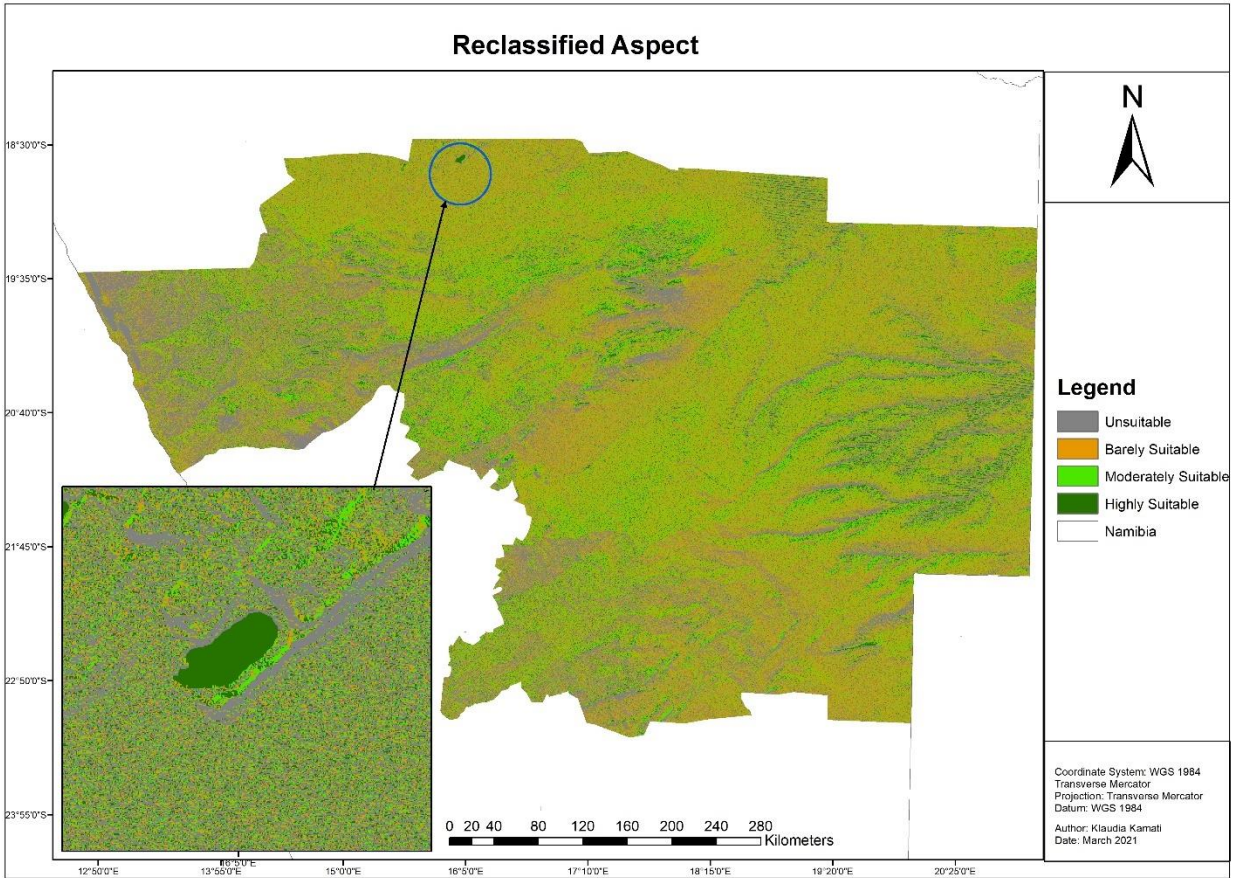 Reclassified Aspect
N
18°30'0"S
19°35'0"S
20°40'0"S
21°45'0"S
22°50'0"S
23°55'0"S
Legend
Unsuitable
Barely Suitable
Moderately Suitable
Highly Suitable
Namibia
0 20 40 80 120 160 200 240 280
Kilometers
Coordinate System: WGS 1984
Transverse Mercator
Projection: Transverse Mercator
Datum: WGS 1984
Author: Klaudia Kamati
Date: March 2021
12°50'0"E 13°55'0"E 15°0'0"E 16°5'0"E 17°10'0"E 18°15'0"E 19°20'0"E 20°25'0"E